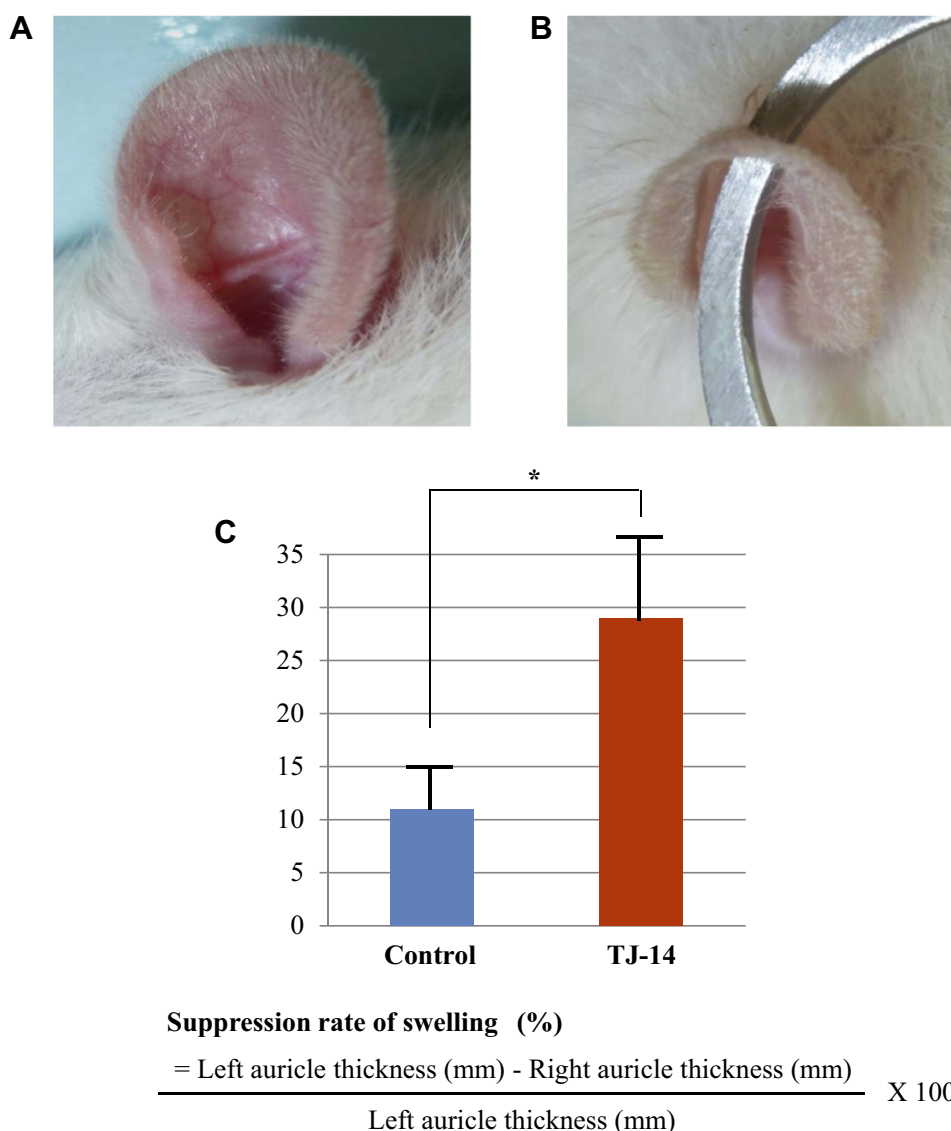 A
B
*
C
35
30
25
20
15
10
5
0
Control TJ-14
Suppression rate of swelling (%)
= Left auricle thickness (mm) - Right auricle thickness (mm)
X 100
Left auricle thickness (mm)